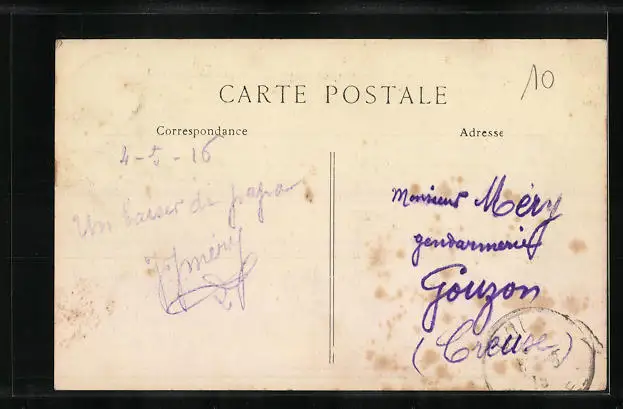 10
CARTE POSTALE
Correspondance
Adresse
4-5-16
Un baiser de papa
Méry
Monsieur Méry
gendarmerie
Gouzon
(Creuse)